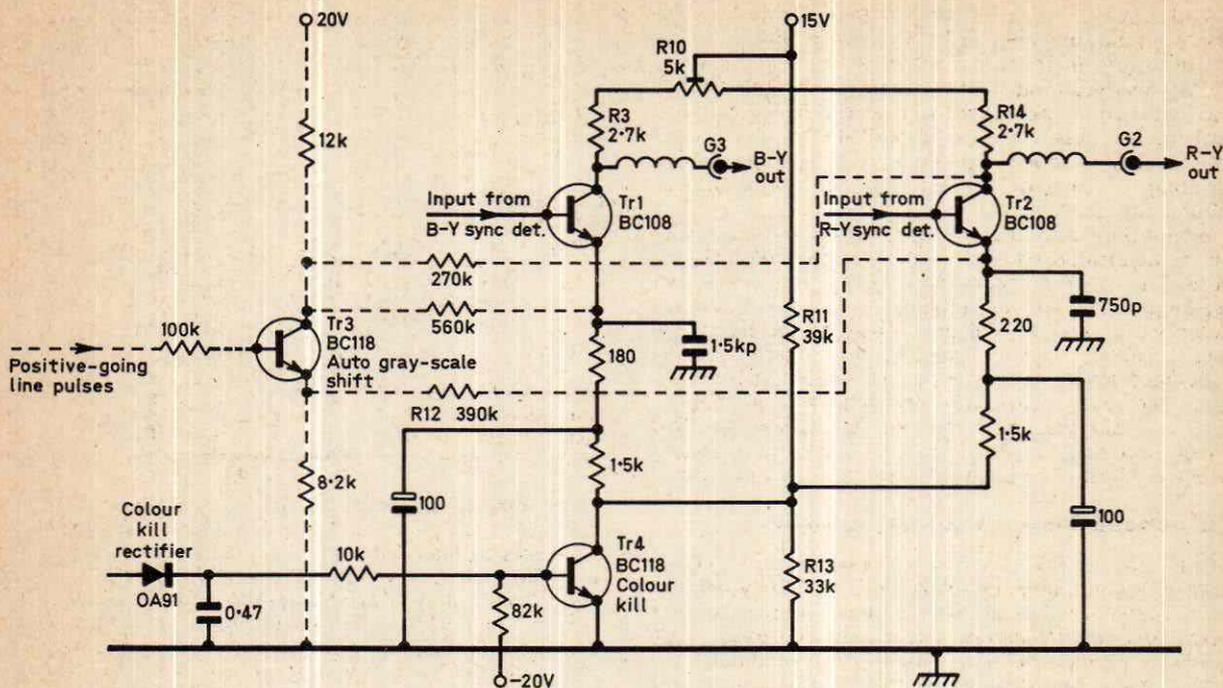 20V
15V
R10
5k
12k
R3
2·7k
R14
2·7k
G3
B-Y
out
G2
R-Y
out
Input from
B-Y sync det.
Tr1
BC108
Input from
R-Y sync det.
Tr2
BC108
270k
560k
100k
Positive-going
line pulses
Tr3
BC118
Auto gray-scale
shift
R12 390k
180
1·5kp
R11
39k
220
750p
1·5k
1·5k
8·2k
100
100
Colour
kill
rectifier
OA91
0·47
10k
82k
Tr4
BC118
Colour
kill
R13
33k
-20V